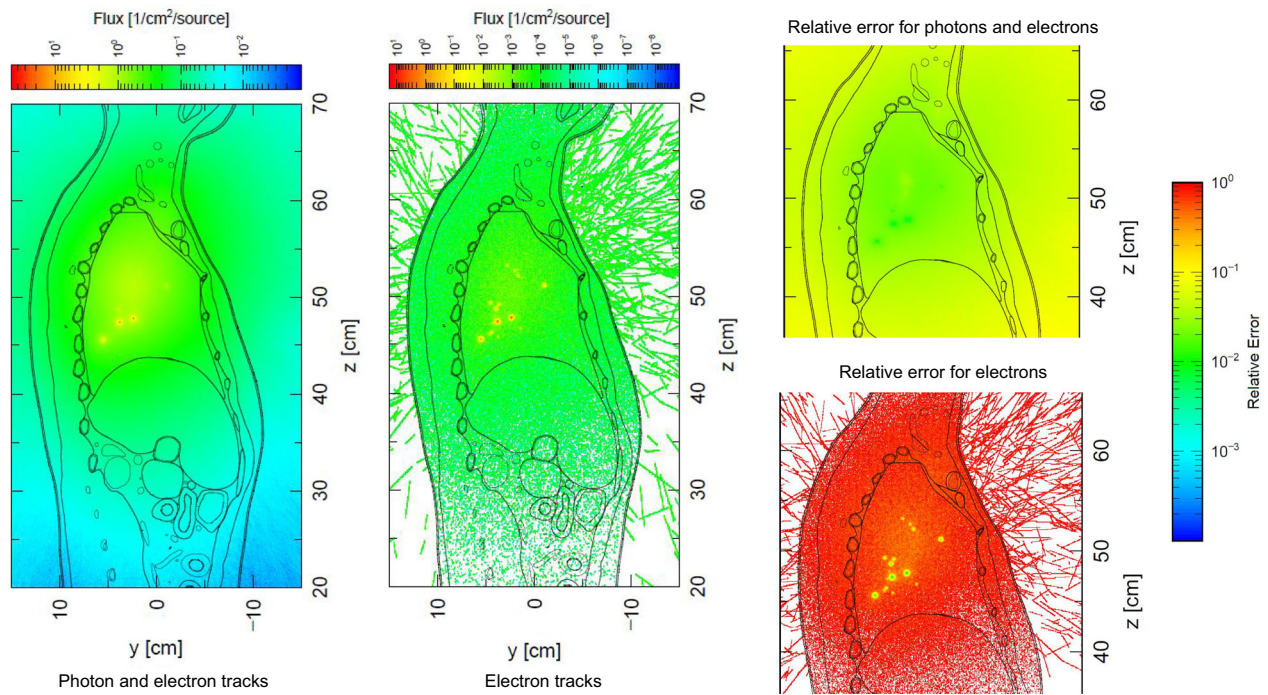 Flux [1/cm²/source]
10¹ 10⁰ 10⁻¹ 10⁻²
70
60
50
40
30
20
z [cm]
10 0 −10
y [cm]
Photon and electron tracks
Flux [1/cm²/source]
10¹ 10⁰ 10⁻¹ 10⁻² 10⁻³ 10⁻⁴ 10⁻⁵ 10⁻⁶ 10⁻⁷ 10⁻⁸
70
60
50
40
30
20
z [cm]
10 0 −10
y [cm]
Electron tracks
Relative error for photons and electrons
60
50
40
z [cm]
Relative error for electrons
60
50
40
z [cm]
10⁰
10⁻¹
10⁻²
10⁻³
Relative Error